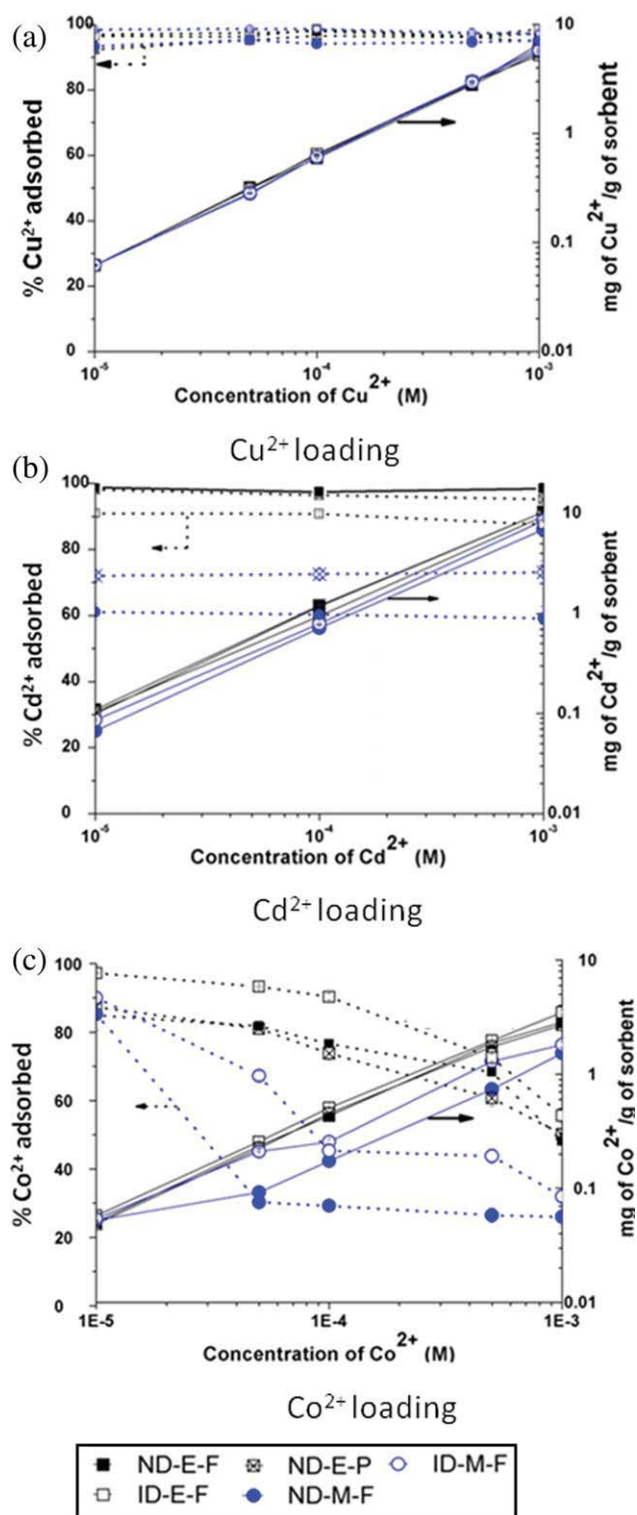 (a)
100
80
60
40
20
0
% Cu²⁺ adsorbed
10
1
0.1
0.01
mg of Cu²⁺/g of sorbent
10⁻⁵
10⁻⁴
10⁻³
Concentration of Cu²⁺ (M)
Cu²⁺ loading
(b)
100
80
60
40
20
0
% Cd²⁺ adsorbed
10
1
0.1
0.01
mg of Cd²⁺/g of sorbent
10⁻⁵
10⁻⁴
10⁻³
Concentration of Cd²⁺ (M)
Cd²⁺ loading
(c)
100
80
60
40
20
0
% Co²⁺ adsorbed
10
1
0.1
0.01
mg of Co²⁺/g of sorbent
1E-5
1E-4
1E-3
Concentration of Co²⁺ (M)
Co²⁺ loading
ND-E-F ND-E-P ID-M-F
ID-E-F ND-M-F